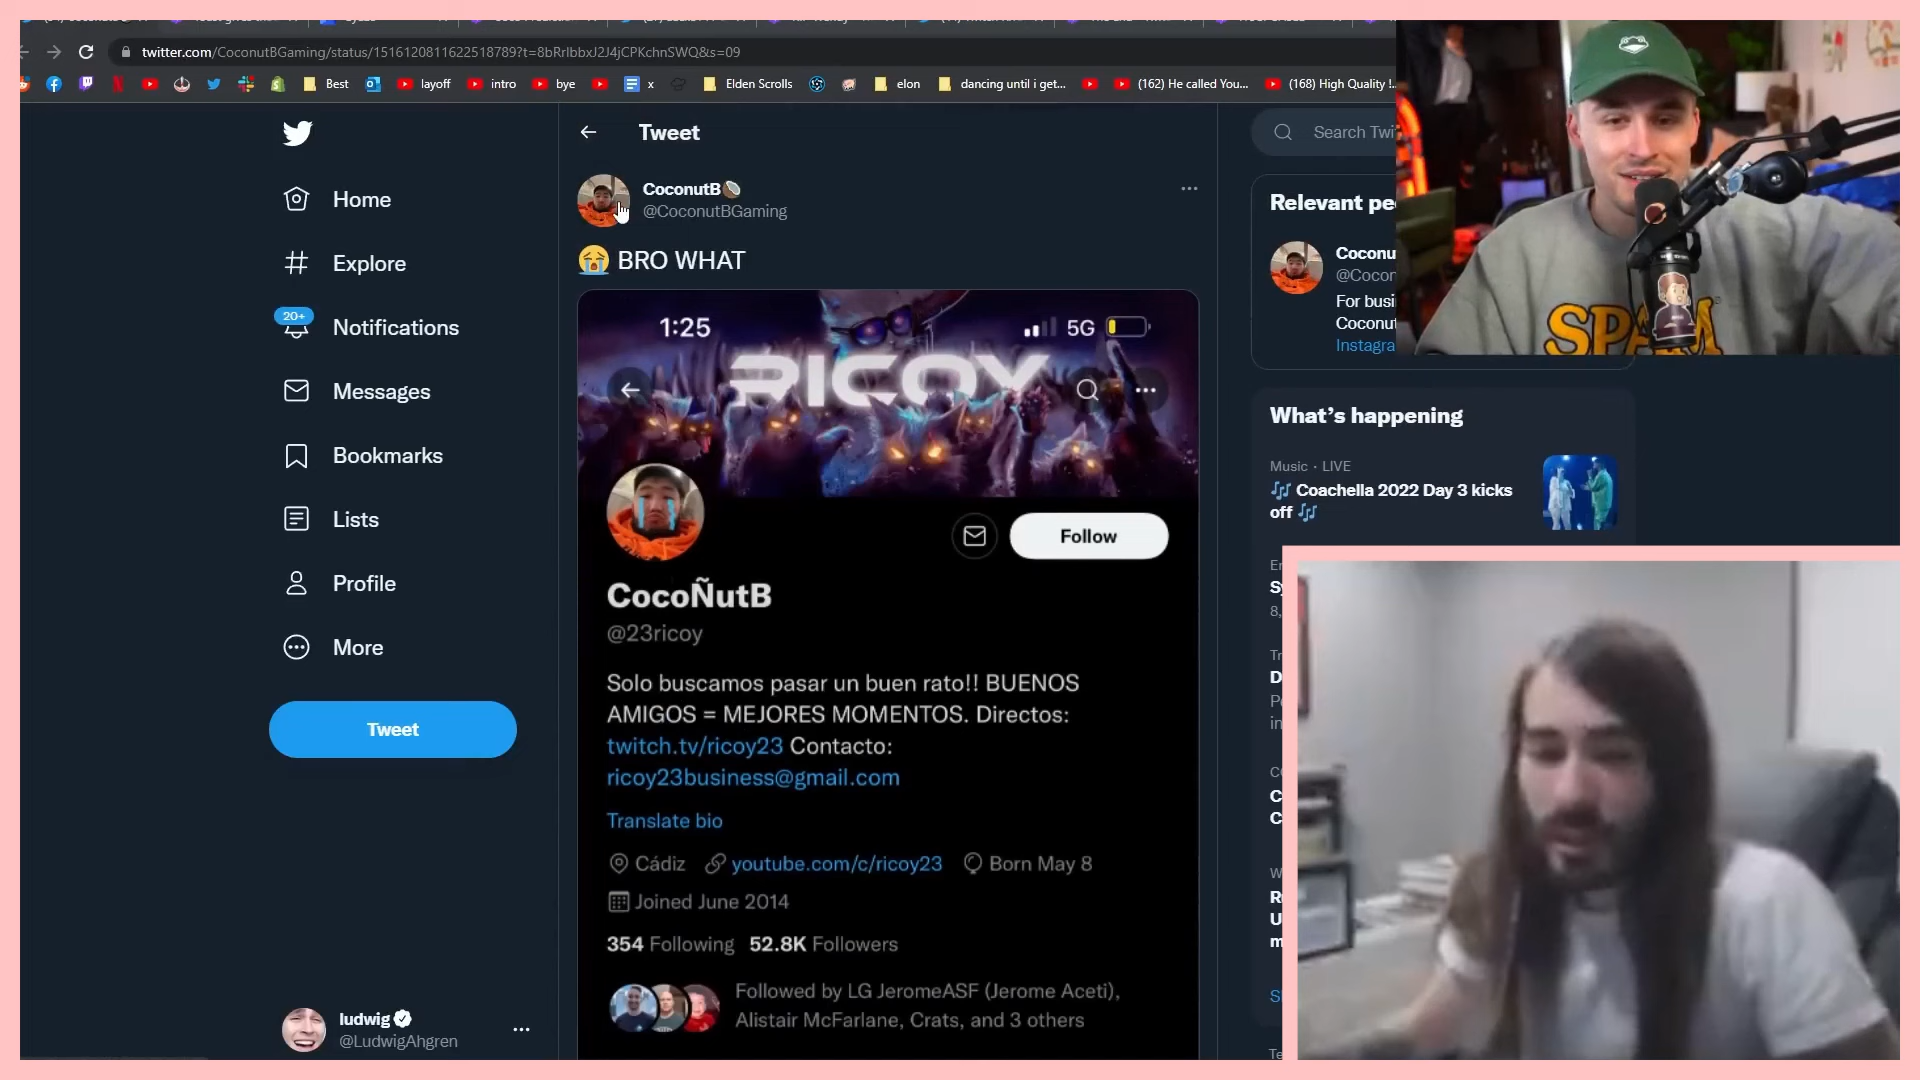 twitter.com/CoconutBGaming/status/1516120811622518789?t=8bRrIbbxJ2J4jCPKchnSWQ&s=09
Best
layoff
intro
bye
x
Elden Scrolls
elon
dancing until i get...
(162) He called You...
(168) High Quality !..
Home
Explore
20+
Notifications
Messages
Bookmarks
Lists
Profile
More
Tweet
ludwig
@LudwigAhgren
Tweet
CoconutB🥥
@CoconutBGaming
😭 BRO WHAT
1:25
5G
RICOY
Follow
CocoÑutB
@23ricoy
Solo buscamos pasar un buen rato!! BUENOS
AMIGOS = MEJORES MOMENTOS. Directos:
twitch.tv/ricoy23 Contacto:
ricoy23business@gmail.com
Translate bio
Cádiz youtube.com/c/ricoy23 Born May 8
Joined June 2014
354 Following 52.8K Followers
Followed by LG JeromeASF (Jerome Aceti),
Alistair McFarlane, Crats, and 3 others
Search Twi
Relevant pe
Coconu
@Cocon
For busi
Coconut
Instagra
What's happening
Music · LIVE
🎶 Coachella 2022 Day 3 kicks
off 🎶
SPAM